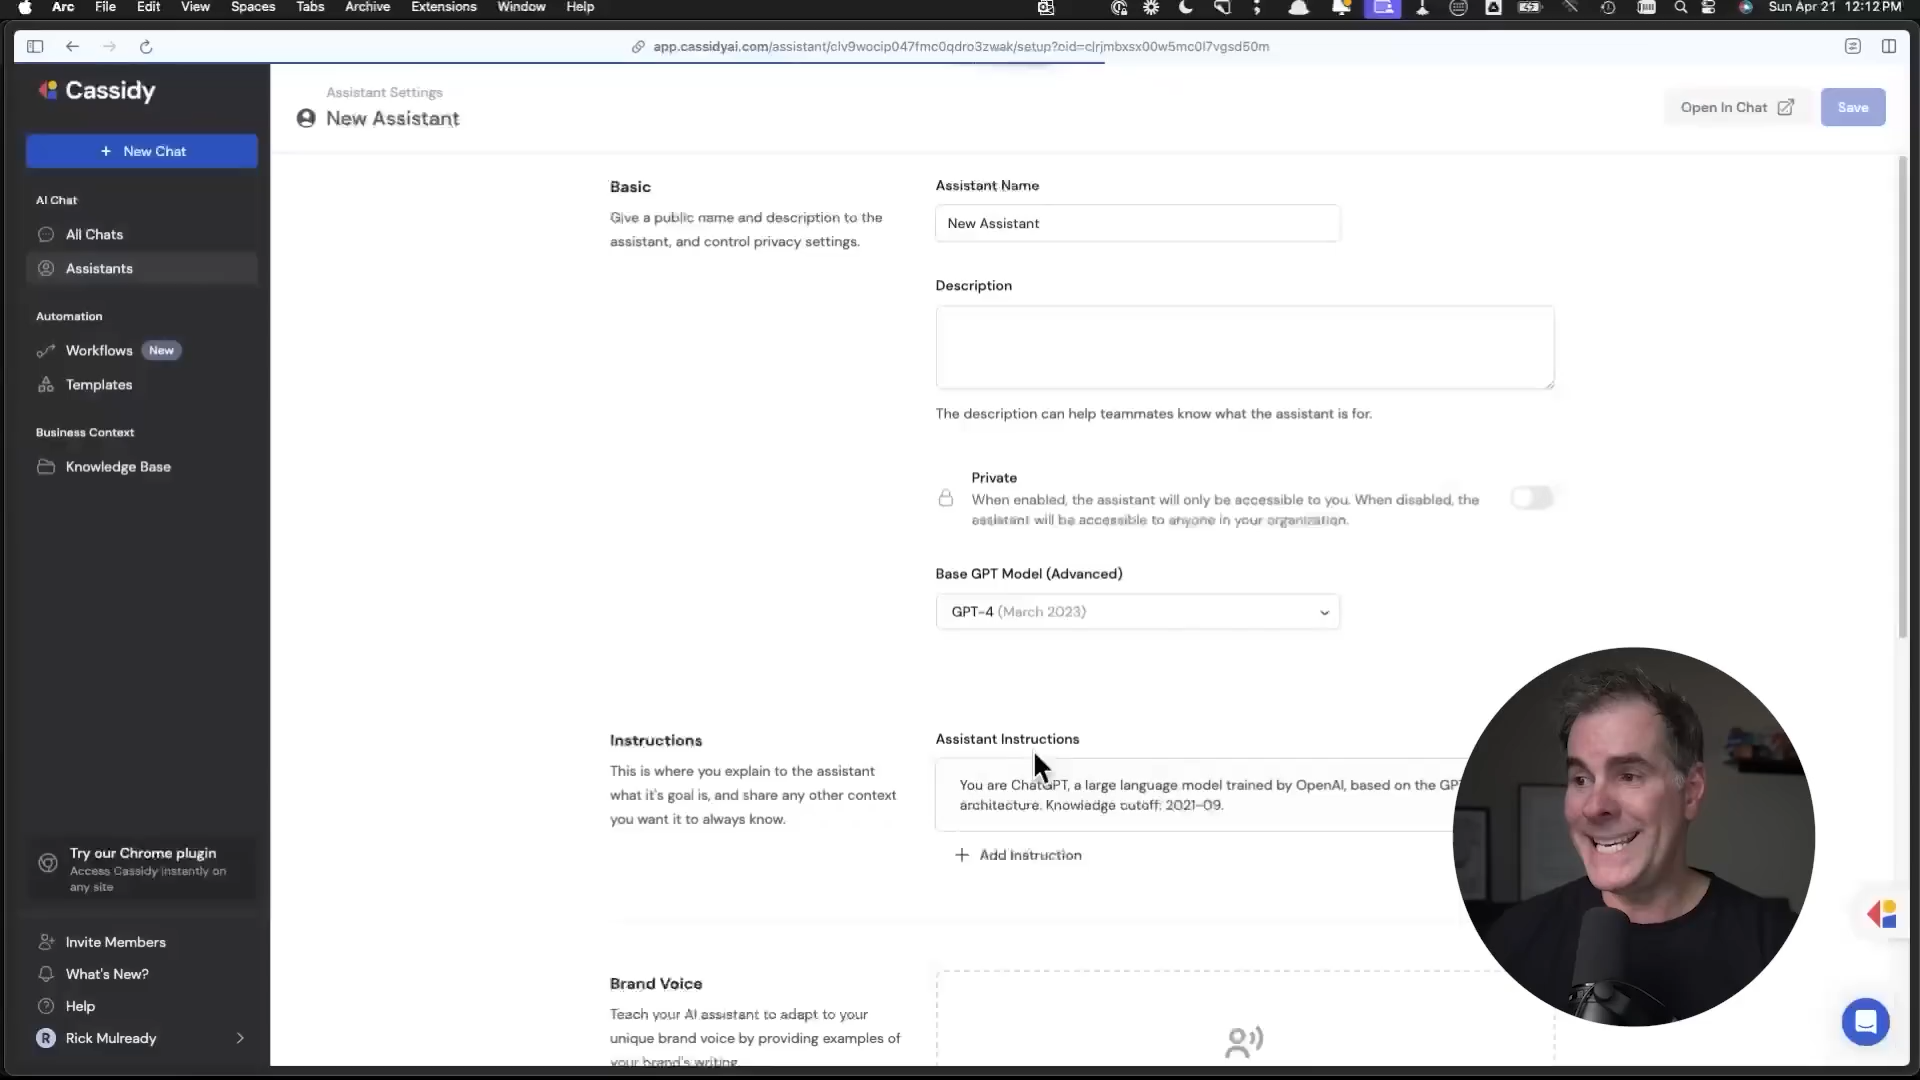 Arc File Edit View Spaces Tabs Archive Extensions Window Help Sun Apr 21 12:12 PM
app.cassidyai.com/assistant/clv9wocip047fmc0qdro3zwak/setup?oid=clrjmbxsx00w5mc0l7vgsd50m
Cassidy
+ New Chat
AI Chat
All Chats
Assistants
Automation
Workflows New
Templates
Business Context
Knowledge Base
Try our Chrome plugin
Access Cassidy instantly on
any site
Invite Members
What's New?
Help
R Rick Mulready
Assistant Settings
New Assistant
Open In Chat
Save
Basic
Give a public name and description to the
assistant, and control privacy settings.
Assistant Name
New Assistant
Description
The description can help teammates know what the assistant is for.
Private
When enabled, the assistant will only be accessible to you. When disabled, the
assistant will be accessible to anyone in your organization.
Base GPT Model (Advanced)
GPT-4 (March 2023)
Instructions
This is where you explain to the assistant
what it's goal is, and share any other context
you want it to always know.
Assistant Instructions
You are ChatGPT, a large language model trained by OpenAI, based on the GP
architecture. Knowledge cutoff: 2021-09.
+ Add Instruction
Brand Voice
Teach your AI assistant to adapt to your
unique brand voice by providing examples of
your brand's writing.